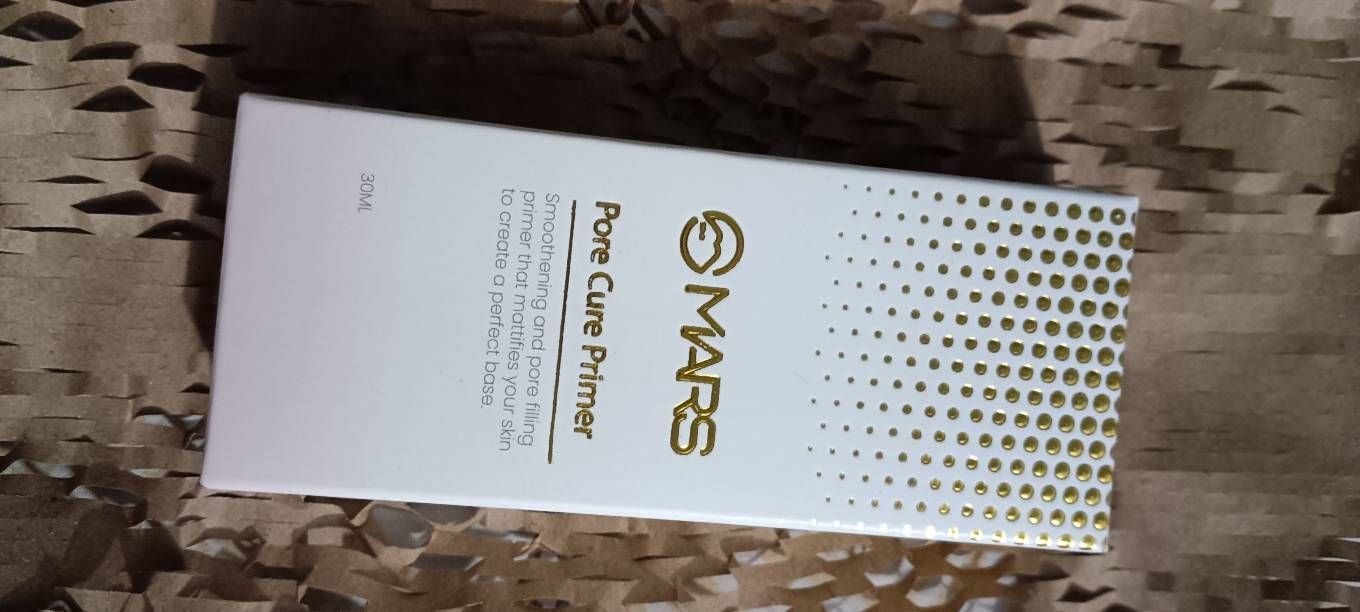 MARS
Pore Cure Primer
Smoothening and pore filling
primer that mattifies your skin
to create a perfect base.
30ML